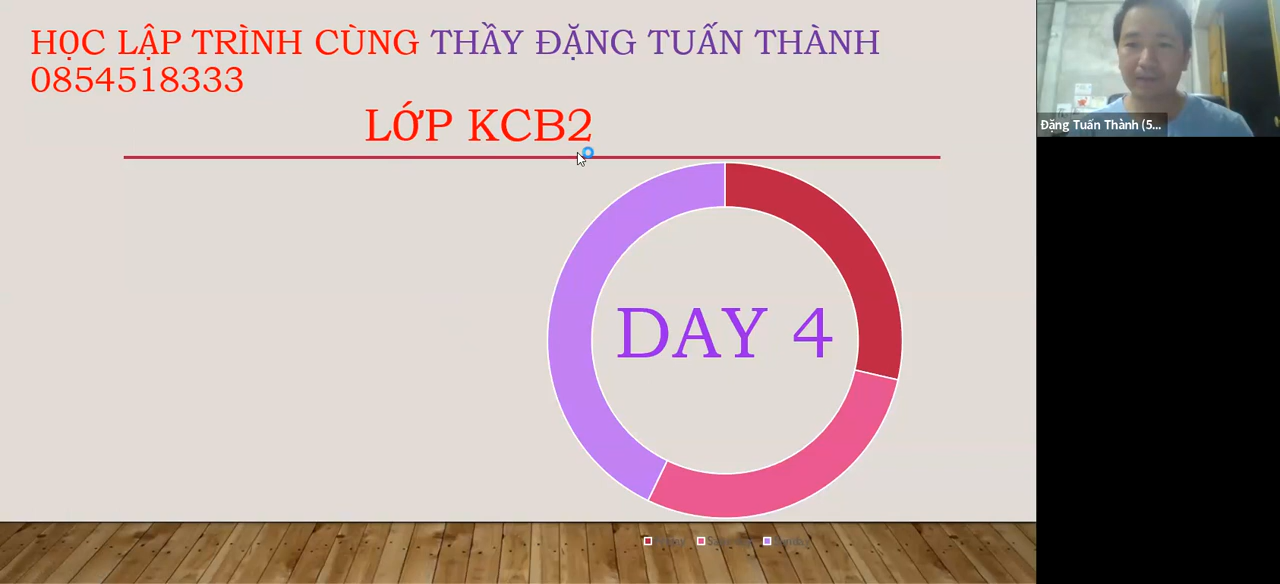 HỌC LẬP TRÌNH CÙNG THẦY ĐẶNG TUẤN THÀNH
0854518333
LỚP KCB2
Đặng Tuấn Thành (5...
DAY 4